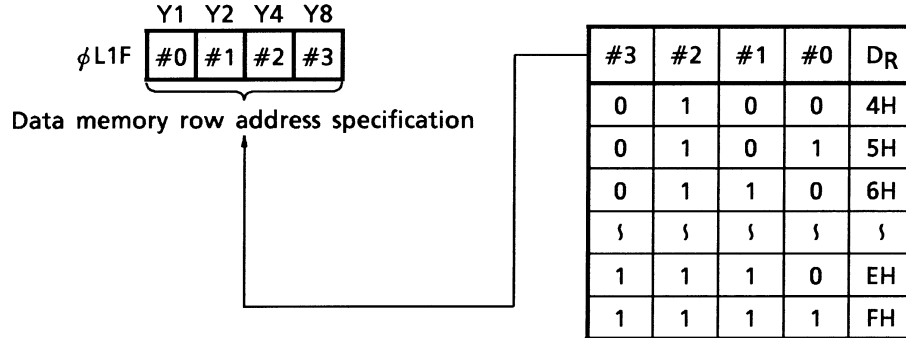 Y1 Y2 Y4 Y8
ϕL1F #0 #1 #2 #3
Data memory row address specification
#3 #2 #1 #0 DR
0 1 0 0 4H
0 1 0 1 5H
0 1 1 0 6H
∫ ∫ ∫ ∫ ∫
1 1 1 0 EH
1 1 1 1 FH